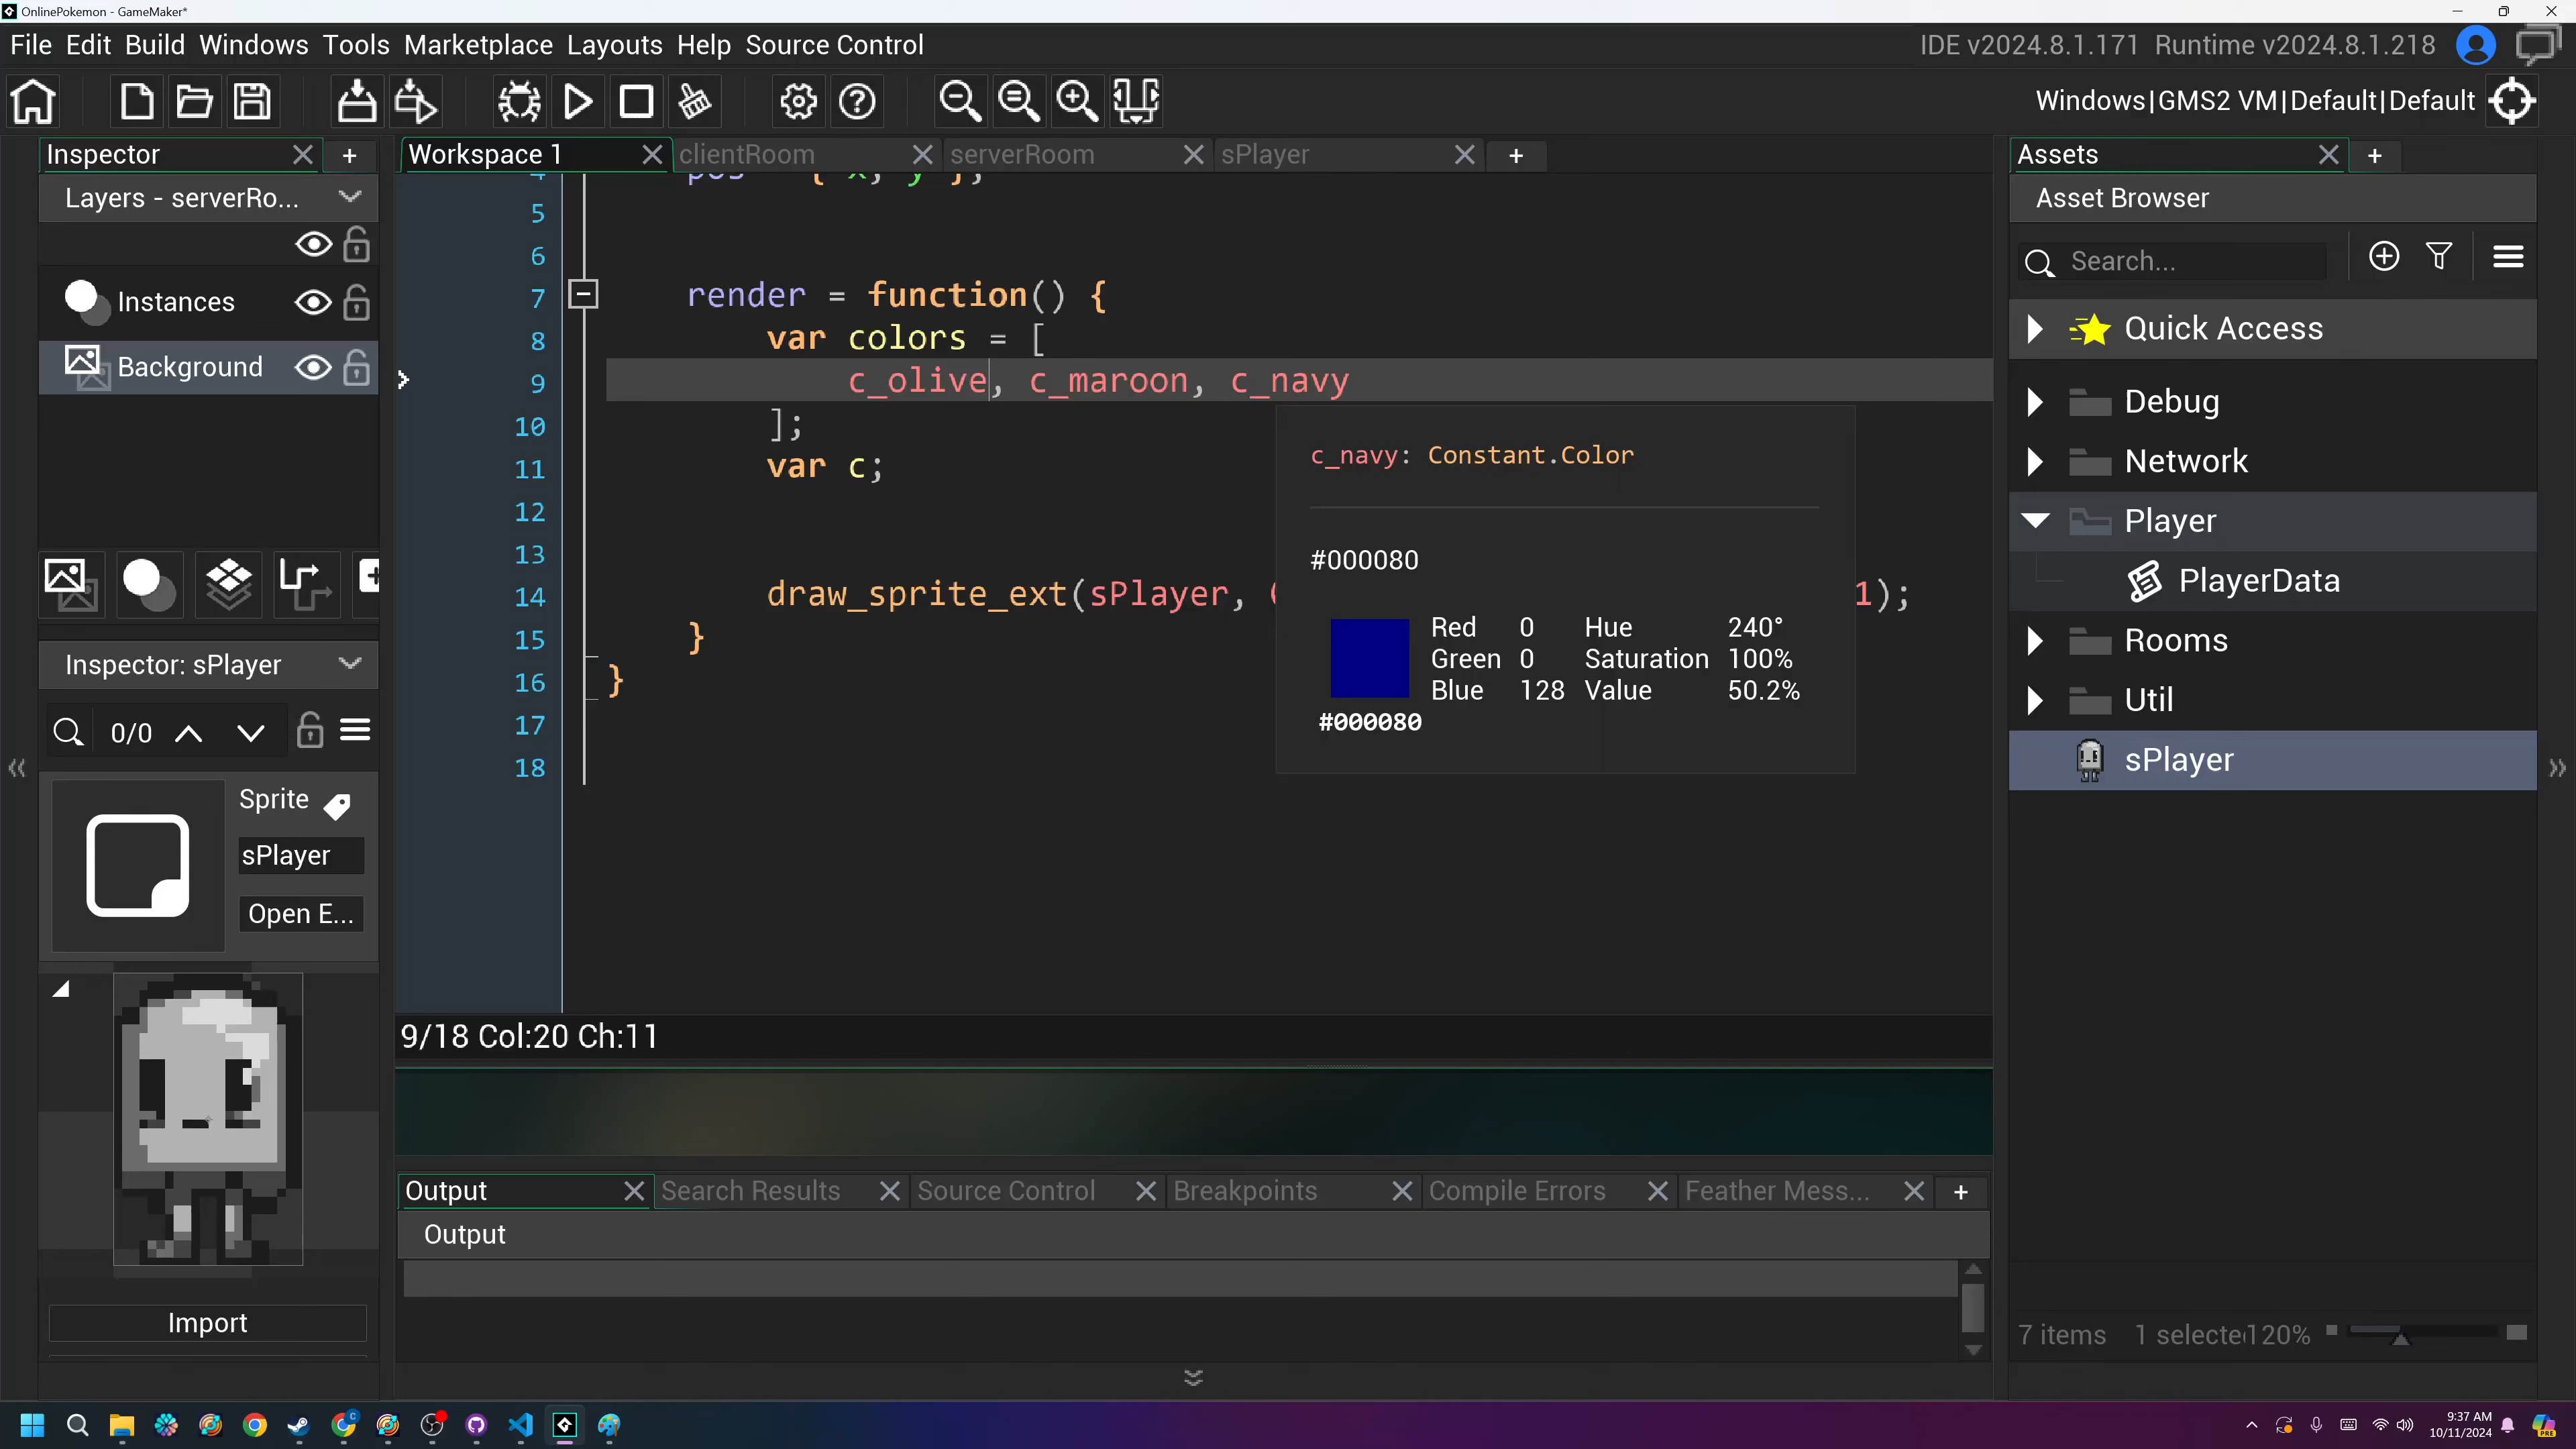 OnlinePokemon - GameMaker*
File Edit Build Windows Tools Marketplace Layouts Help Source Control
IDE v2024.8.1.171 Runtime v2024.8.1.218
Windows|GMS2 VM|Default|Default
Inspector
Workspace 1 clientRoom serverRoom sPlayer
Assets
Layers - serverRo...
Asset Browser
Search...
Instances
Background
Quick Access
Debug
Network
Player
PlayerData
Rooms
Util
sPlayer
4 pos = { x, y };
5
6
7 render = function() {
8 var colors = [
9 c_olive, c_maroon, c_navy
10 ];
11 var c;
12
13
14 draw_sprite_ext(sPlayer, 1);
15 }
16 }
17
18
c_navy: Constant.Color
#000080
Red 0 Hue 240°
Green 0 Saturation 100%
Blue 128 Value 50.2%
#000080
Inspector: sPlayer
0/0
Sprite
sPlayer
Open E...
Import
9/18 Col:20 Ch:11
Output Search Results Source Control Breakpoints Compile Errors Feather Mess...
Output
7 items 1 selected 120%
9:37 AM
10/11/2024
PRE